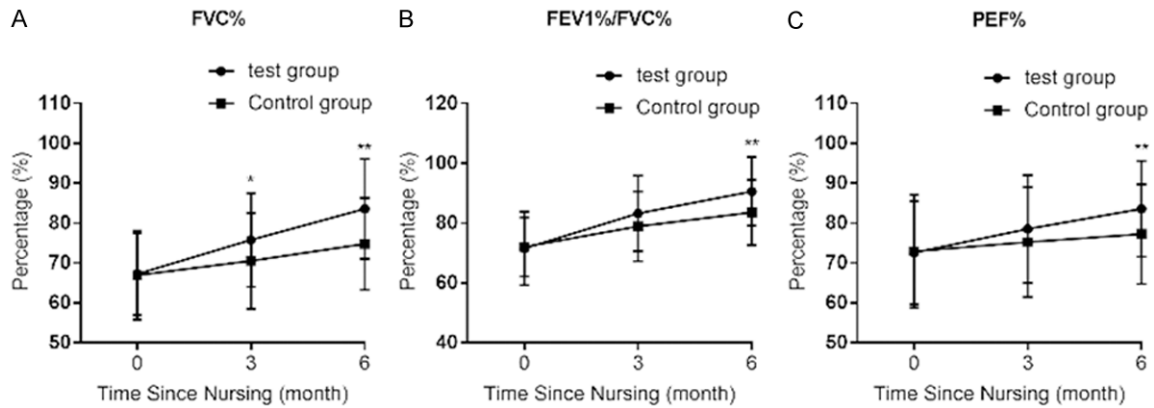 A
FVC%
test group
Control group
110
100
90
80
70
60
50
Percentage (%)
*
**
0 3 6
Time Since Nursing (month)
B
FEV1%/FVC%
test group
Control group
120
100
80
60
40
Percentage (%)
**
0 3 6
Time Since Nursing (month)
C
PEF%
test group
Control group
110
100
90
80
70
60
50
Percentage (%)
**
0 3 6
Time Since Nursing (month)